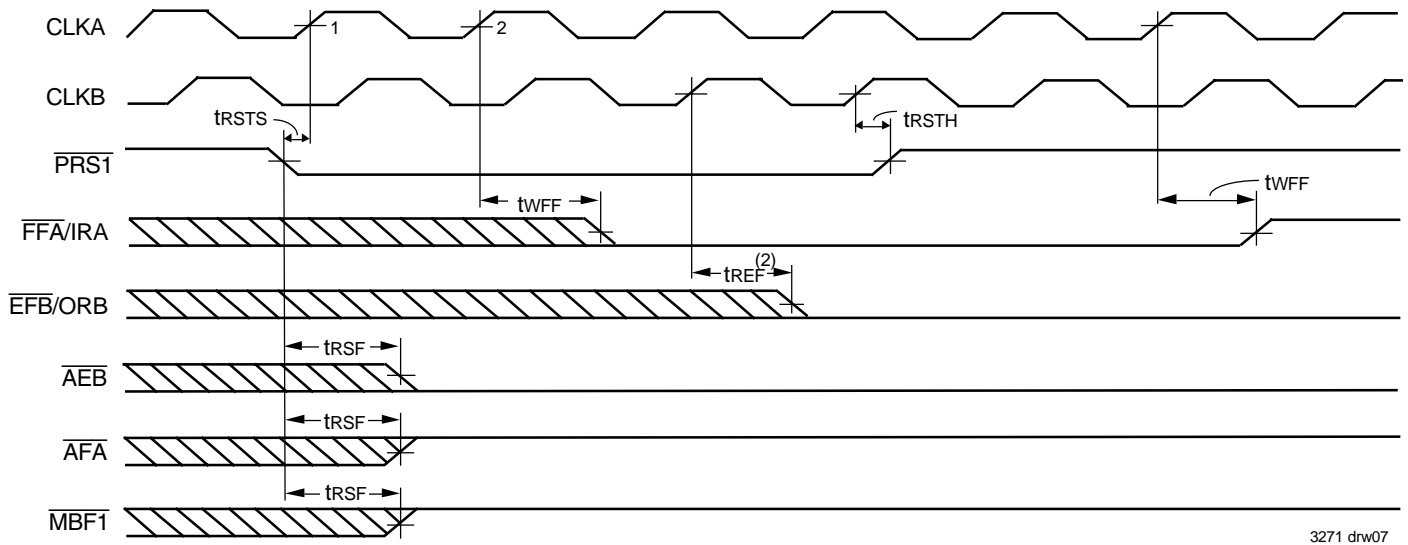 CLKA
1
2
CLKB
tRSTS
tRSTH
PRS1
tWFF
tWFF
FFA/IRA
tREF(2)
EFB/ORB
tRSF
AEB
tRSF
AFA
tRSF
MBF1
3271 drw07